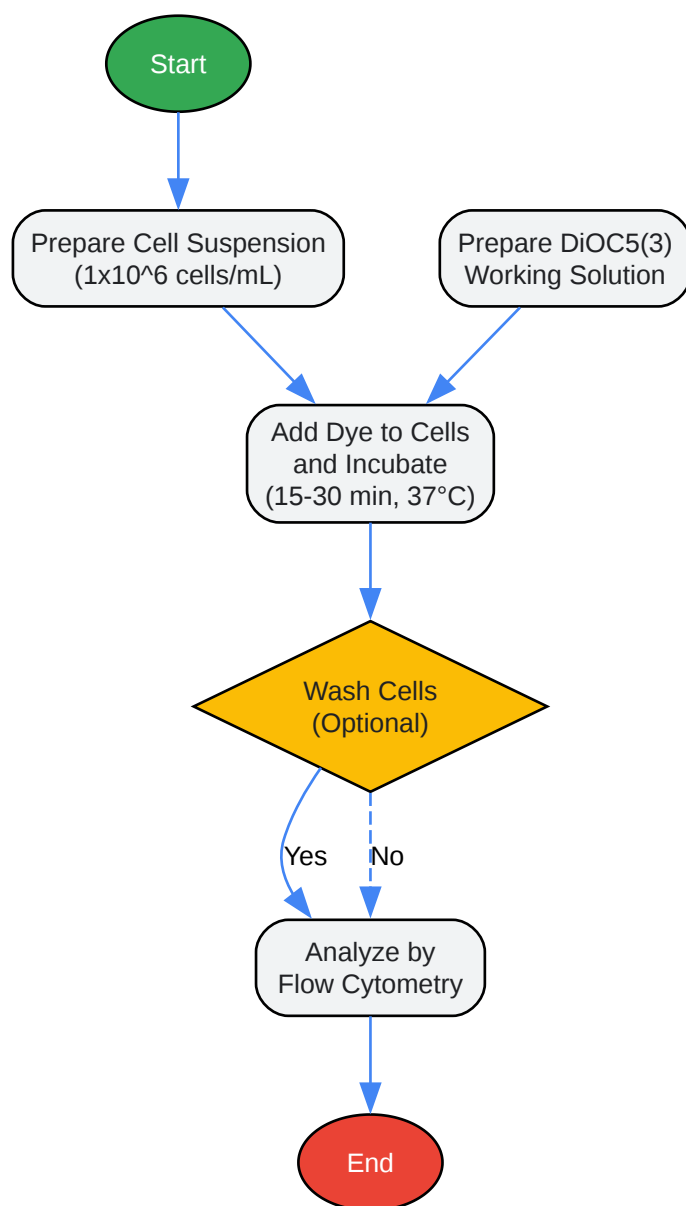 Start
Prepare Cell Suspension
(1x10^6 cells/mL)
Prepare DiOC5(3)
Working Solution
Add Dye to Cells
and Incubate
(15-30 min, 37°C)
Wash Cells
(Optional)
Yes
No
Analyze by
Flow Cytometry
End